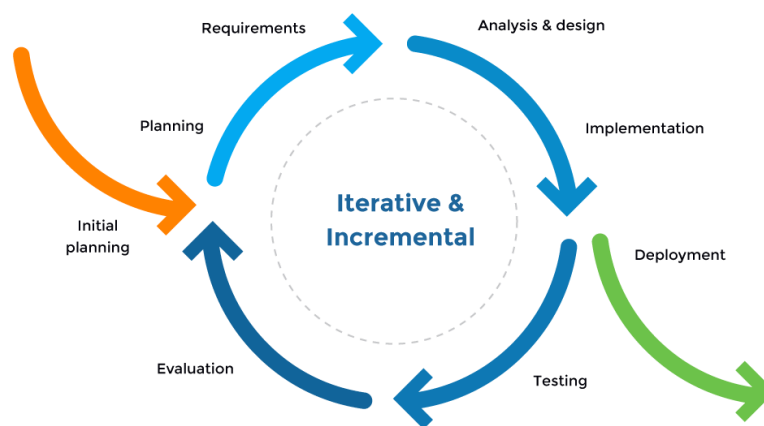 Requirements
Analysis & design
Planning
Implementation
Iterative &
Incremental
Initial
planning
Deployment
Evaluation
Testing